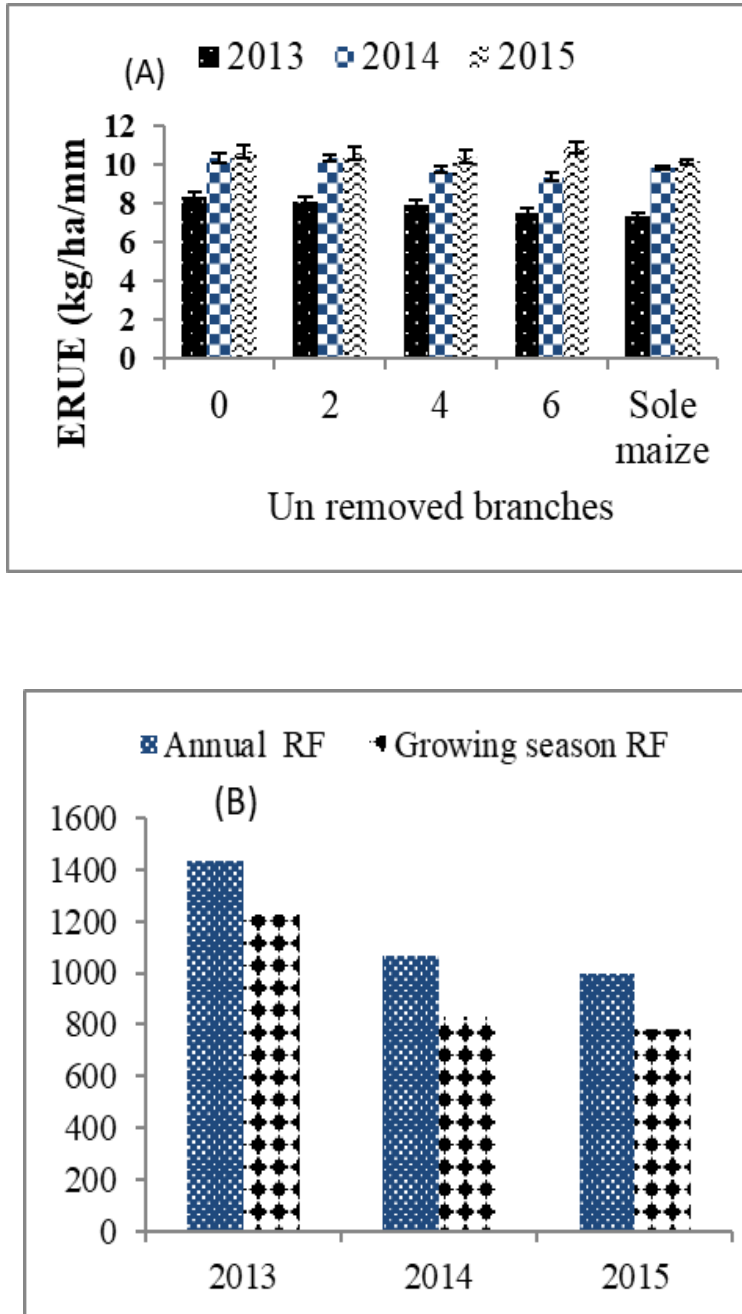 (A) 2013 2014 2015
12
10
8
6
4
2
0
ERUE (kg/ha/mm
0 2 4 6 Sole maize
Un removed branches
Annual RF Growing season RF
(B)
1600
1400
1200
1000
800
600
400
200
0
2013 2014 2015